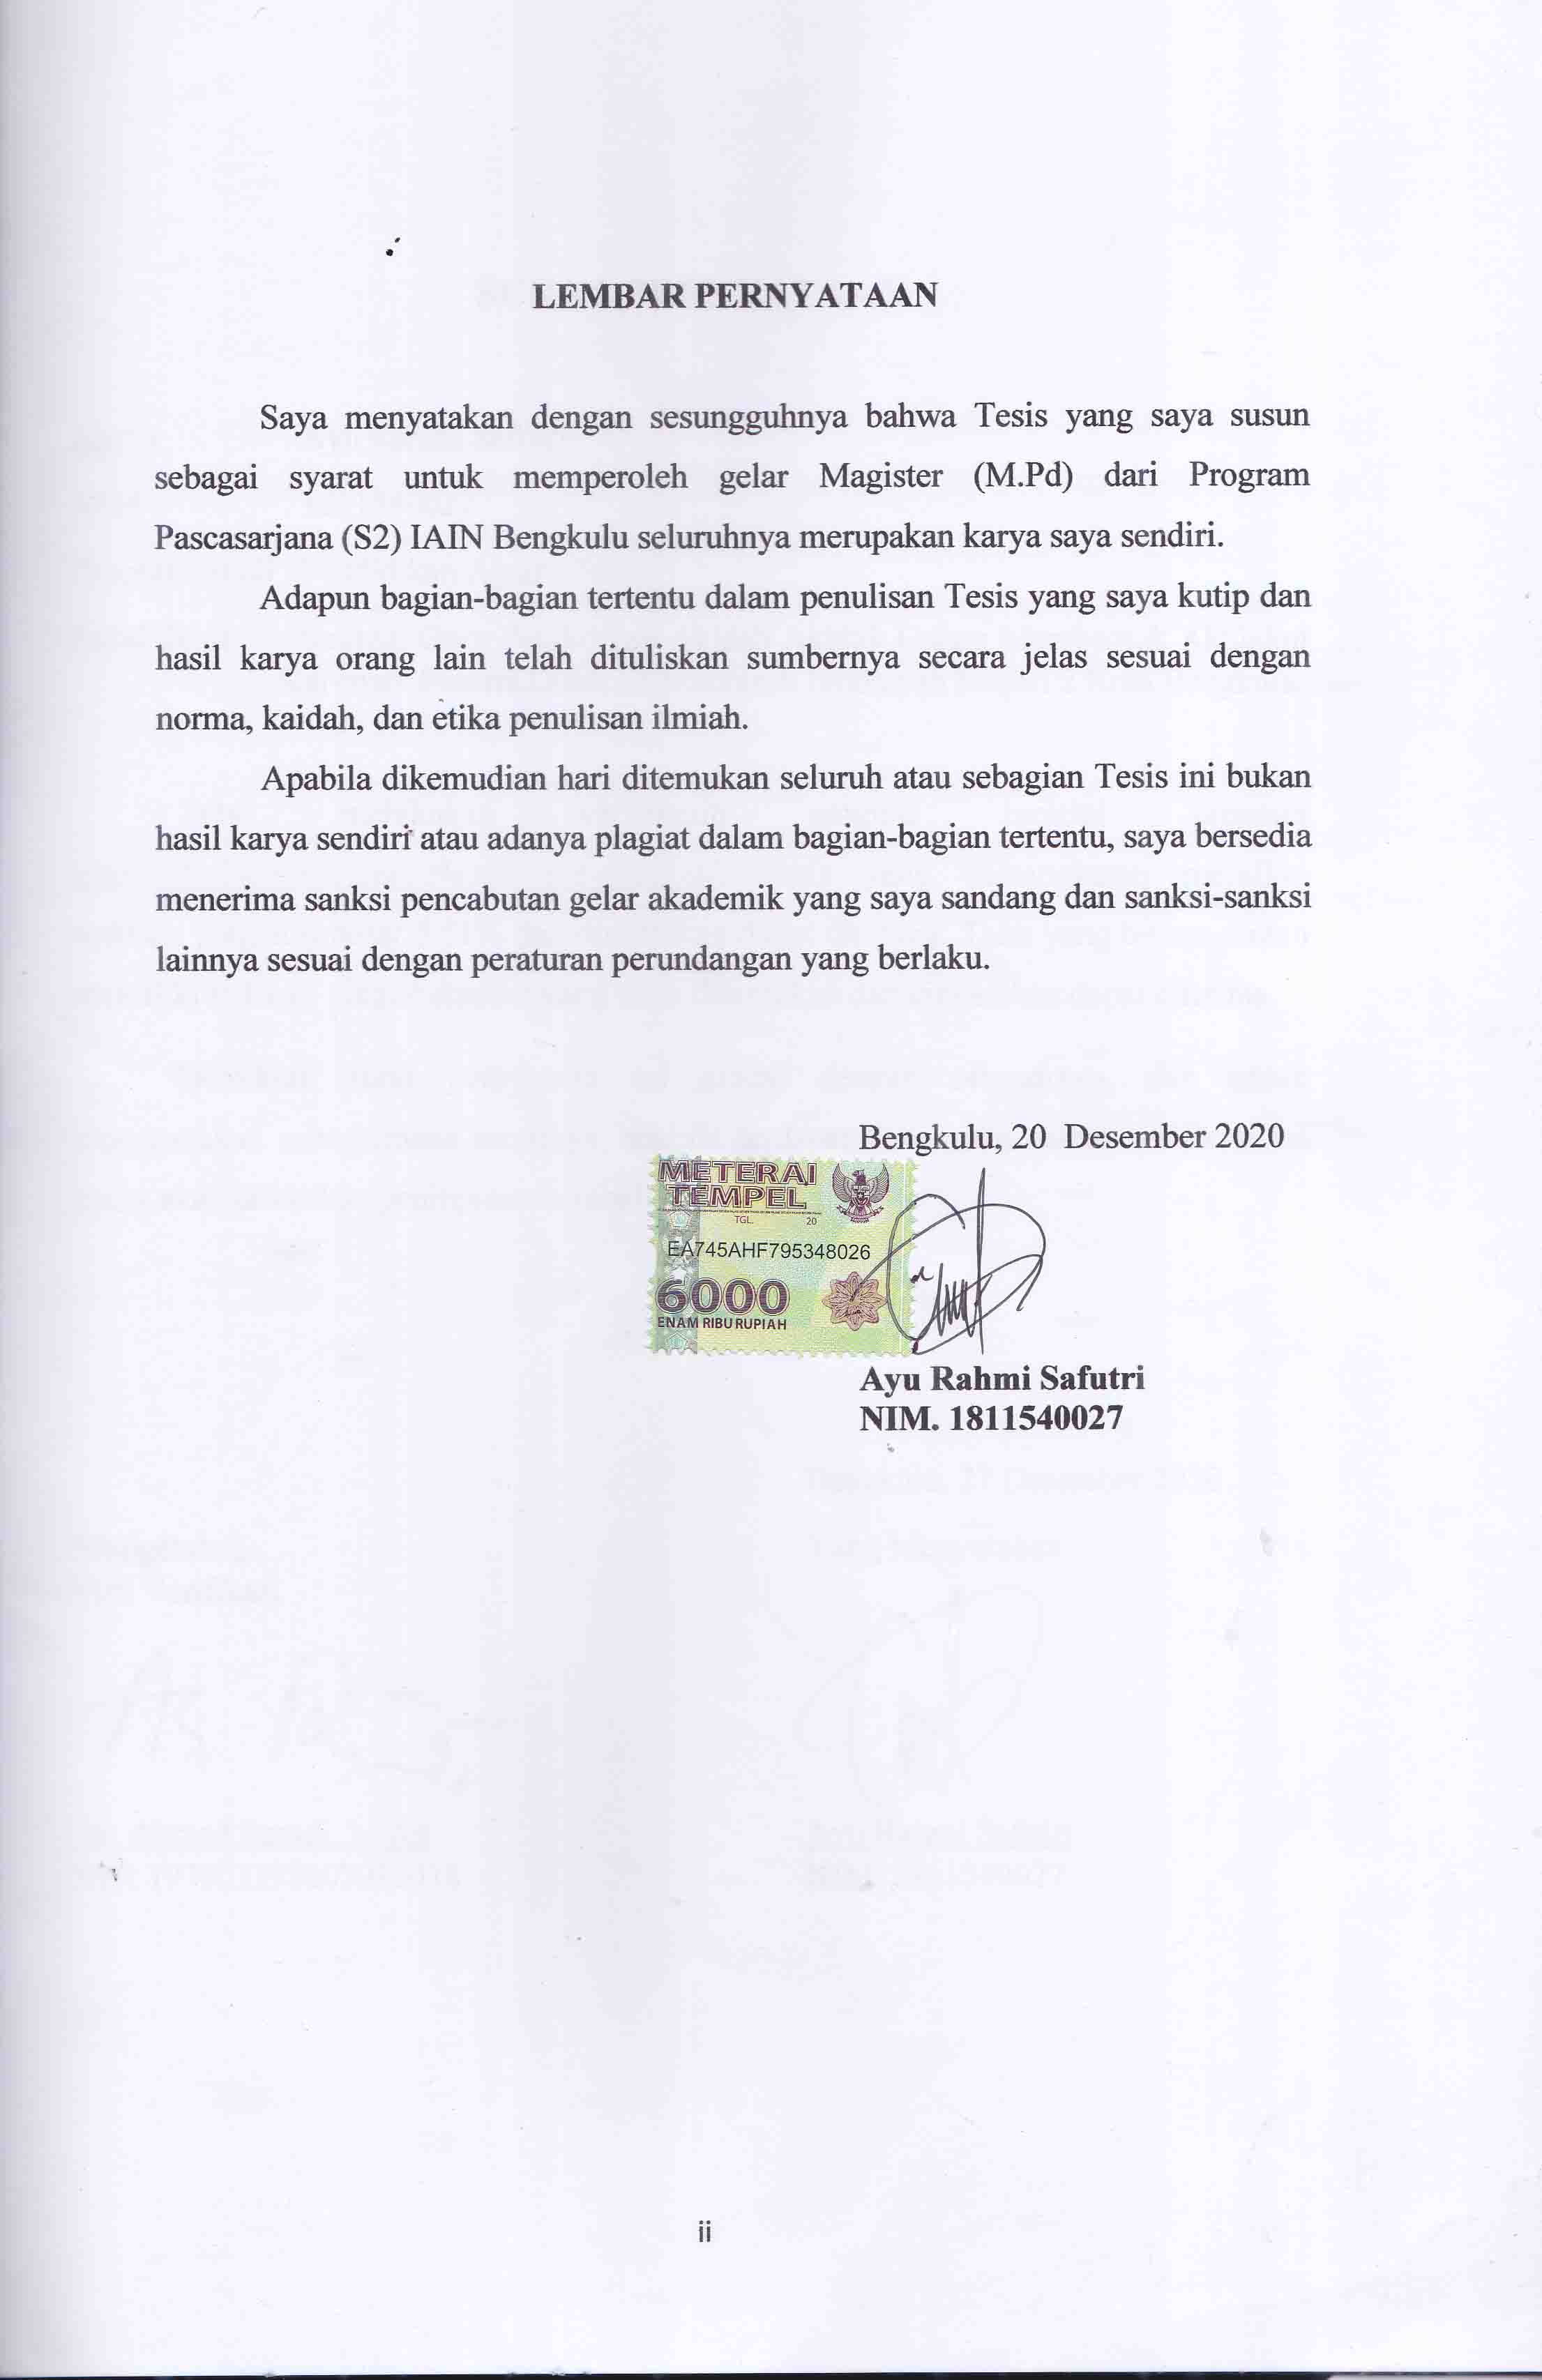 LEMBAR PERNYATAAN
Saya menyatakan dengan sesungguhnya bahwa Tesis yang saya susun
sebagai syarat untuk memperoleh gelar Magister (M.Pd) dari Program
Pascasarjana (S2) IAIN Bengkulu seluruhnya merupakan karya saya sendiri.
Adapun bagian-bagian tertentu dalam penulisan Tesis yang saya kutip dan
hasil karya orang lain telah dituliskan sumbernya secara jelas sesuai dengan
norma, kaidah, dan etika penulisan ilmiah.
Apabila dikemudian hari ditemukan seluruh atau sebagian Tesis ini bukan
hasil karya sendiri atau adanya plagiat dalam bagian-bagian tertentu, saya bersedia
menerima sanksi pencabutan gelar akademik yang saya sandang dan sanksi-sanksi
lainnya sesuai dengan peraturan perundangan yang berlaku.
Bengkulu, 20 Desember 2020
METERAI
TEMPEL
TGL. 20
EA745AHF795348026
6000
ENAM RIBU RUPIAH
Ayu Rahmi Safutri
NIM. 1811540027
ii